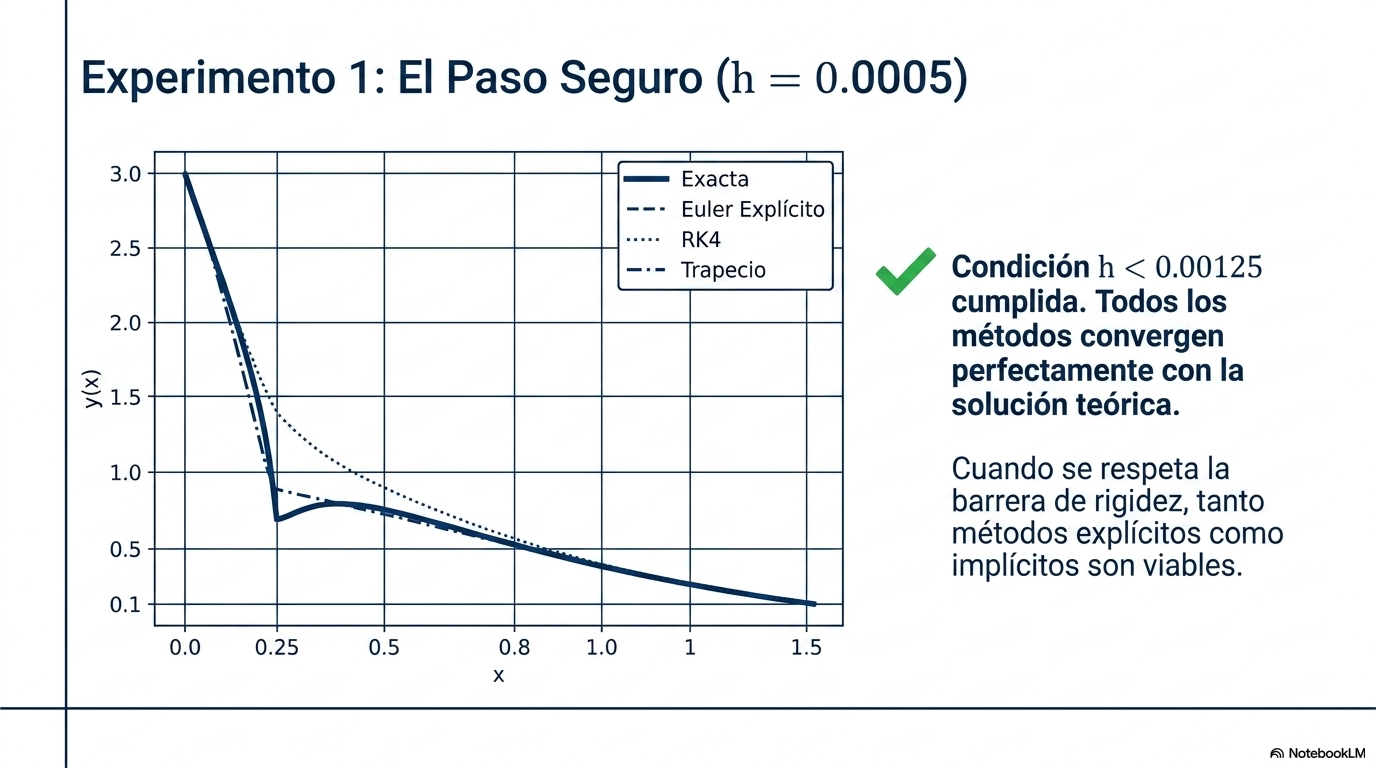 Experimento 1: El Paso Seguro (h = 0.0005)
3.0
2.5
2.0
1.5
1.0
0.5
0.1
y(x)
0.0 0.25 0.5 0.8 1.0 1 1.5
x
Exacta
Euler Explícito
RK4
Trapecio
Condición h < 0.00125
cumplida. Todos los
métodos convergen
perfectamente con la
solución teórica.
Cuando se respeta la
barrera de rigidez, tanto
métodos explícitos como
implícitos son viables.
NotebookLM